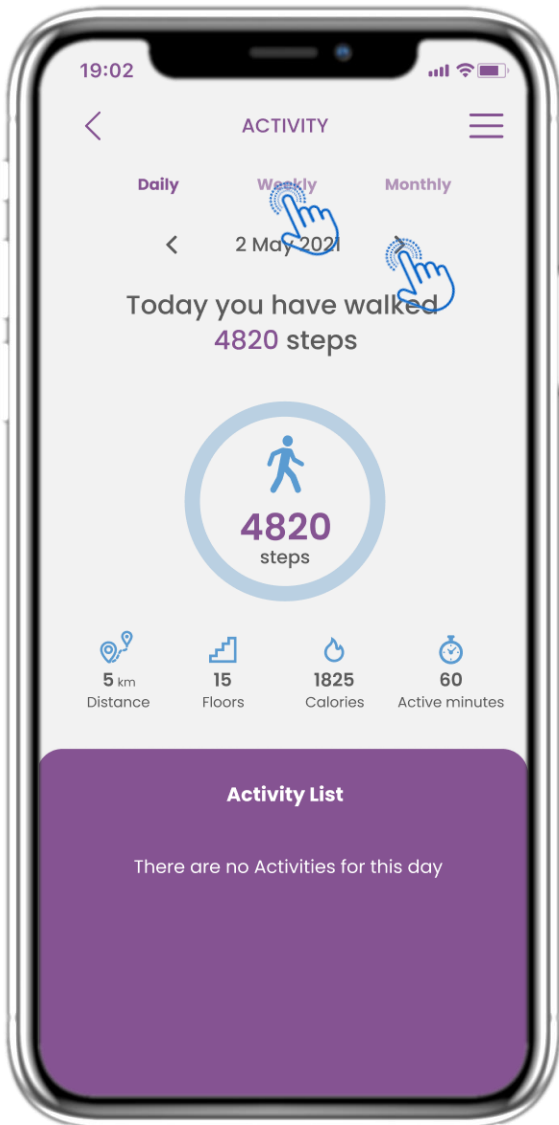 19:02
ACTIVITY
Daily Weekly Monthly
2 May 2021
Today you have walked
4820 steps
4820
steps
5 km 15 1825 60
Distance Floors Calories Active minutes
Activity List
There are no Activities for this day